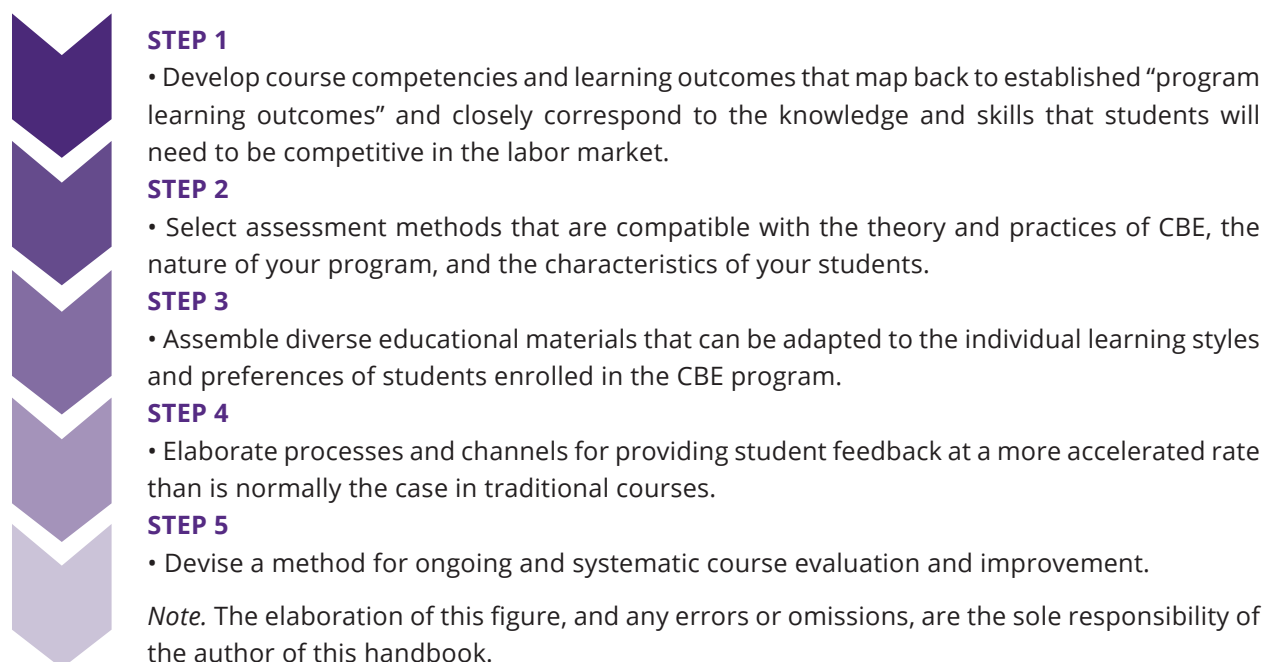 STEP 1
• Develop course competencies and learning outcomes that map back to established “program
learning outcomes” and closely correspond to the knowledge and skills that students will
need to be competitive in the labor market.
STEP 2
• Select assessment methods that are compatible with the theory and practices of CBE, the
nature of your program, and the characteristics of your students.
STEP 3
• Assemble diverse educational materials that can be adapted to the individual learning styles
and preferences of students enrolled in the CBE program.
STEP 4
• Elaborate processes and channels for providing student feedback at a more accelerated rate
than is normally the case in traditional courses.
STEP 5
• Devise a method for ongoing and systematic course evaluation and improvement.
Note. The elaboration of this figure, and any errors or omissions, are the sole responsibility of
the author of this handbook.